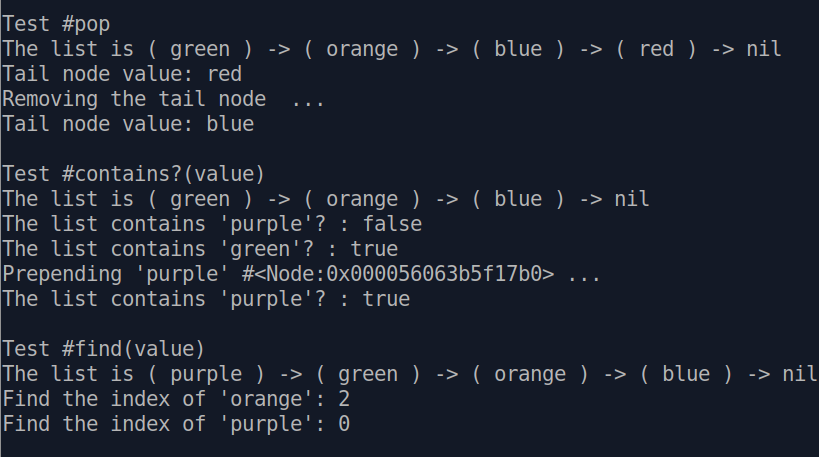 Test #pop
The list is ( green ) -> ( orange ) -> ( blue ) -> ( red ) -> nil
Tail node value: red
Removing the tail node  ...
Tail node value: blue

Test #contains?(value)
The list is ( green ) -> ( orange ) -> ( blue ) -> nil
The list contains 'purple'? : false
The list contains 'green'? : true
Prepending 'purple' #<Node:0x000056063b5f17b0> ...
The list contains 'purple'? : true

Test #find(value)
The list is ( purple ) -> ( green ) -> ( orange ) -> ( blue ) -> nil
Find the index of 'orange': 2
Find the index of 'purple': 0